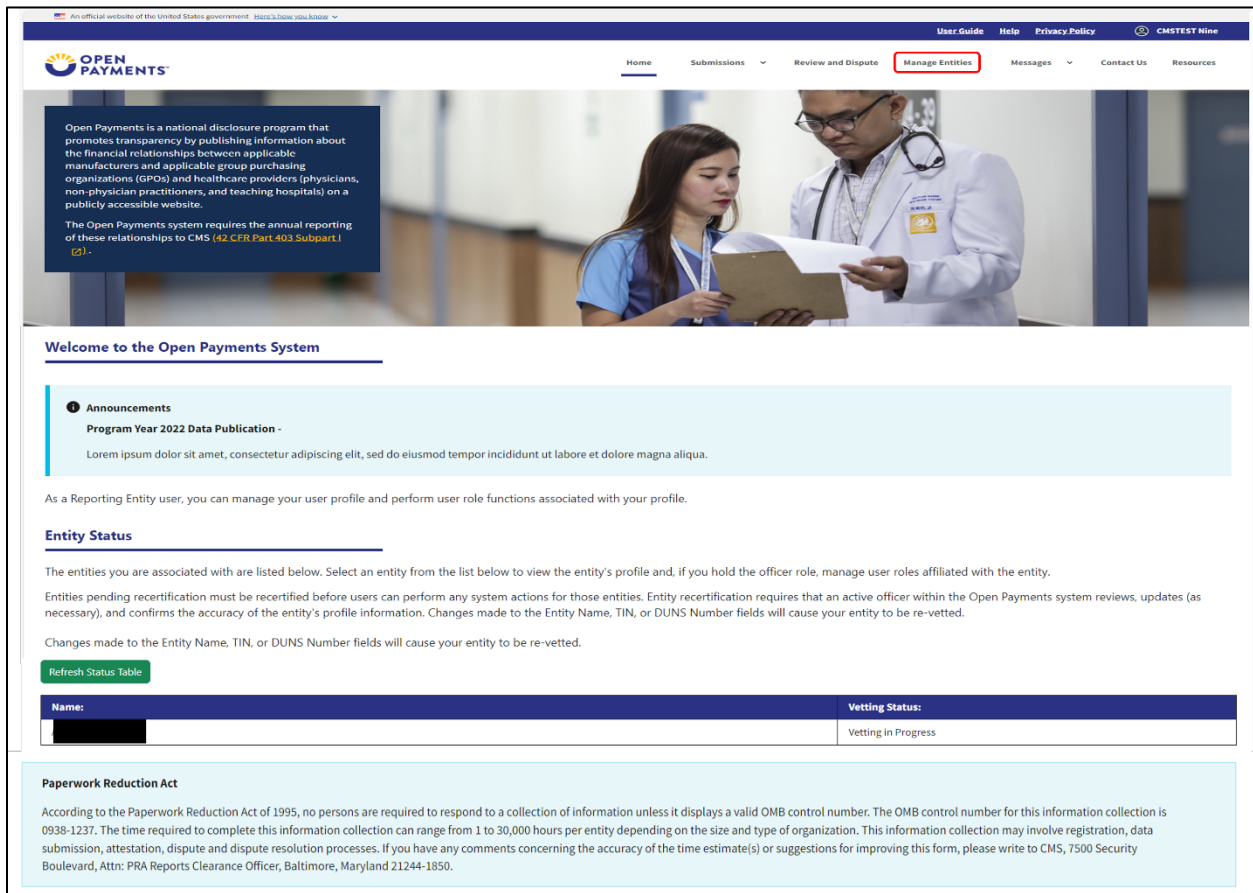 An official website of the United States government Here's how you know
User Guide Help Privacy Policy CMSTEST Nine
OPEN
PAYMENTS
Home Submissions Review and Dispute Manage Entities Messages Contact Us Resources
Open Payments is a national disclosure program that
promotes transparency by publishing information about
the financial relationships between applicable
manufacturers and applicable group purchasing
organizations (GPOs) and healthcare providers (physicians,
non-physician practitioners, and teaching hospitals) on a
publicly accessible website.
The Open Payments system requires the annual reporting
of these relationships to CMS (42 CFR Part 403 Subpart I
).
Welcome to the Open Payments System
Announcements
Program Year 2022 Data Publication -
Lorem ipsum dolor sit amet, consectetur adipiscing elit, sed do eiusmod tempor incididunt ut labore et dolore magna aliqua.
As a Reporting Entity user, you can manage your user profile and perform user role functions associated with your profile.
Entity Status
The entities you are associated with are listed below. Select an entity from the list below to view the entity's profile and, if you hold the officer role, manage user roles affiliated with the entity.
Entities pending recertification must be recertified before users can perform any system actions for those entities. Entity recertification requires that an active officer within the Open Payments system reviews, updates (as
necessary), and confirms the accuracy of the entity's profile information. Changes made to the Entity Name, TIN, or DUNS Number fields will cause your entity to be re-vetted.
Changes made to the Entity Name, TIN, or DUNS Number fields will cause your entity to be re-vetted.
Refresh Status Table
Name: Vetting Status:
Vetting in Progress
Paperwork Reduction Act
According to the Paperwork Reduction Act of 1995, no persons are required to respond to a collection of information unless it displays a valid OMB control number. The OMB control number for this information collection is
0938-1237. The time required to complete this information collection can range from 1 to 30,000 hours per entity depending on the size and type of organization. This information collection may involve registration, data
submission, attestation, dispute and dispute resolution processes. If you have any comments concerning the accuracy of the time estimate(s) or suggestions for improving this form, please write to CMS, 7500 Security
Boulevard, Attn: PRA Reports Clearance Officer, Baltimore, Maryland 21244-1850.